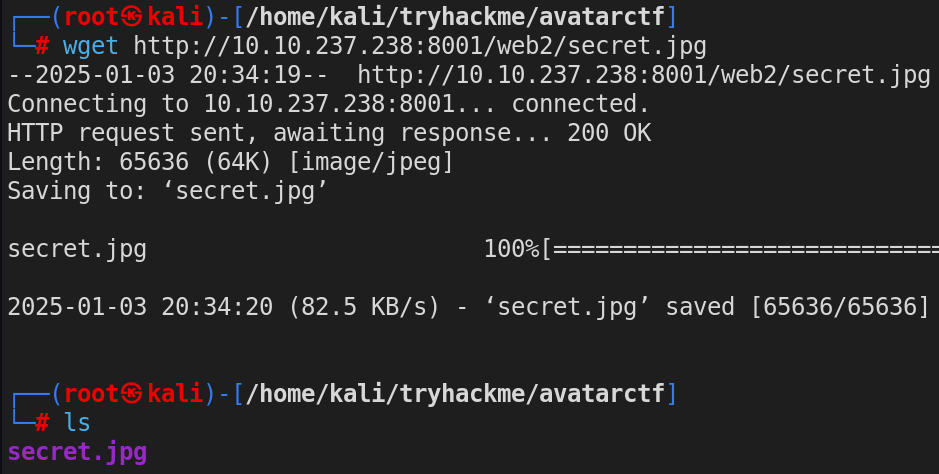 ┌──(root㉿kali)-[/home/kali/tryhackme/avatarctf]
└─# wget http://10.10.237.238:8001/web2/secret.jpg
--2025-01-03 20:34:19--  http://10.10.237.238:8001/web2/secret.jpg
Connecting to 10.10.237.238:8001... connected.
HTTP request sent, awaiting response... 200 OK
Length: 65636 (64K) [image/jpeg]
Saving to: ‘secret.jpg’
secret.jpg                        100%[============================
2025-01-03 20:34:20 (82.5 KB/s) - ‘secret.jpg’ saved [65636/65636]
┌──(root㉿kali)-[/home/kali/tryhackme/avatarctf]
└─# ls
secret.jpg